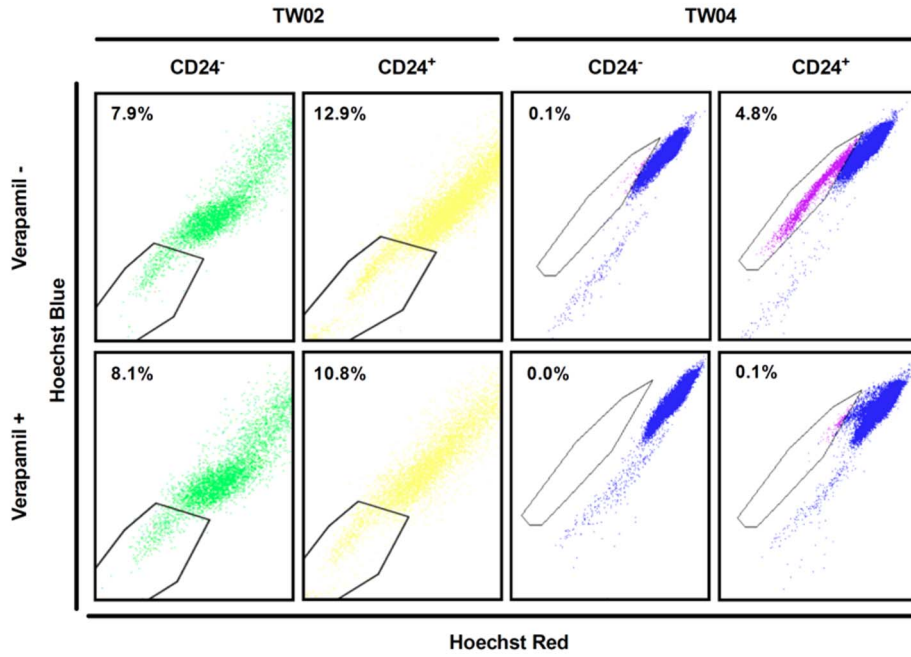 TW02 TW04
CD24⁻ CD24⁺ CD24⁻ CD24⁺
Verapamil -
7.9% 12.9% 0.1% 4.8%
Hoechst Blue
Verapamil +
8.1% 10.8% 0.0% 0.1%
Hoechst Red